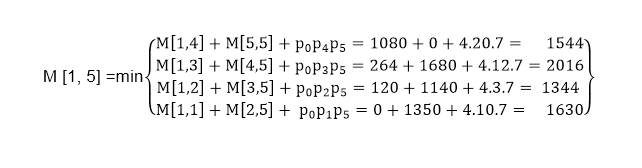 M[1,4] + M[5,5] + p₀p₄p₅ = 1080 + 0 + 4.20.7 = 1544
M[1,3] + M[4,5] + p₀p₃p₅ = 264 + 1680 + 4.12.7 = 2016
M [1, 5] =min
M[1,2] + M[3,5] + p₀p₂p₅ = 120 + 1140 + 4.3.7 = 1344
M[1,1] + M[2,5] + p₀p₁p₅ = 0 + 1350 + 4.10.7 = 1630